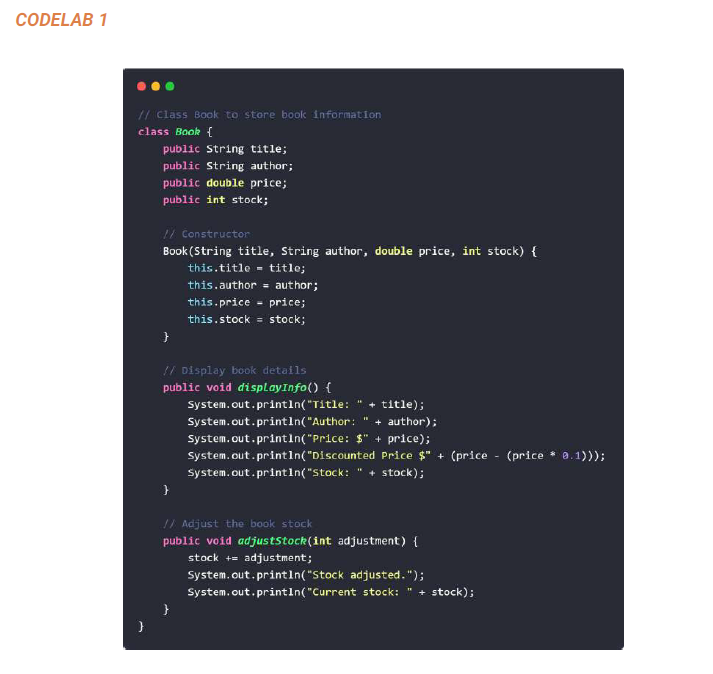 CODELAB 1
// Class Book to store book information
class Book {
    public String title;
    public String author;
    public double price;
    public int stock;
    // Constructor
    Book(String title, String author, double price, int stock) {
        this.title = title;
        this.author = author;
        this.price = price;
        this.stock = stock;
    }
    // Display book details
    public void displayInfo() {
        System.out.println("Title: " + title);
        System.out.println("Author: " + author);
        System.out.println("Price: $" + price);
        System.out.println("Discounted Price $" + (price - (price * 0.1)));
        System.out.println("Stock: " + stock);
    }
    // Adjust the book stock
    public void adjustStock(int adjustment) {
        stock += adjustment;
        System.out.println("Stock adjusted.");
        System.out.println("Current stock: " + stock);
    }
}